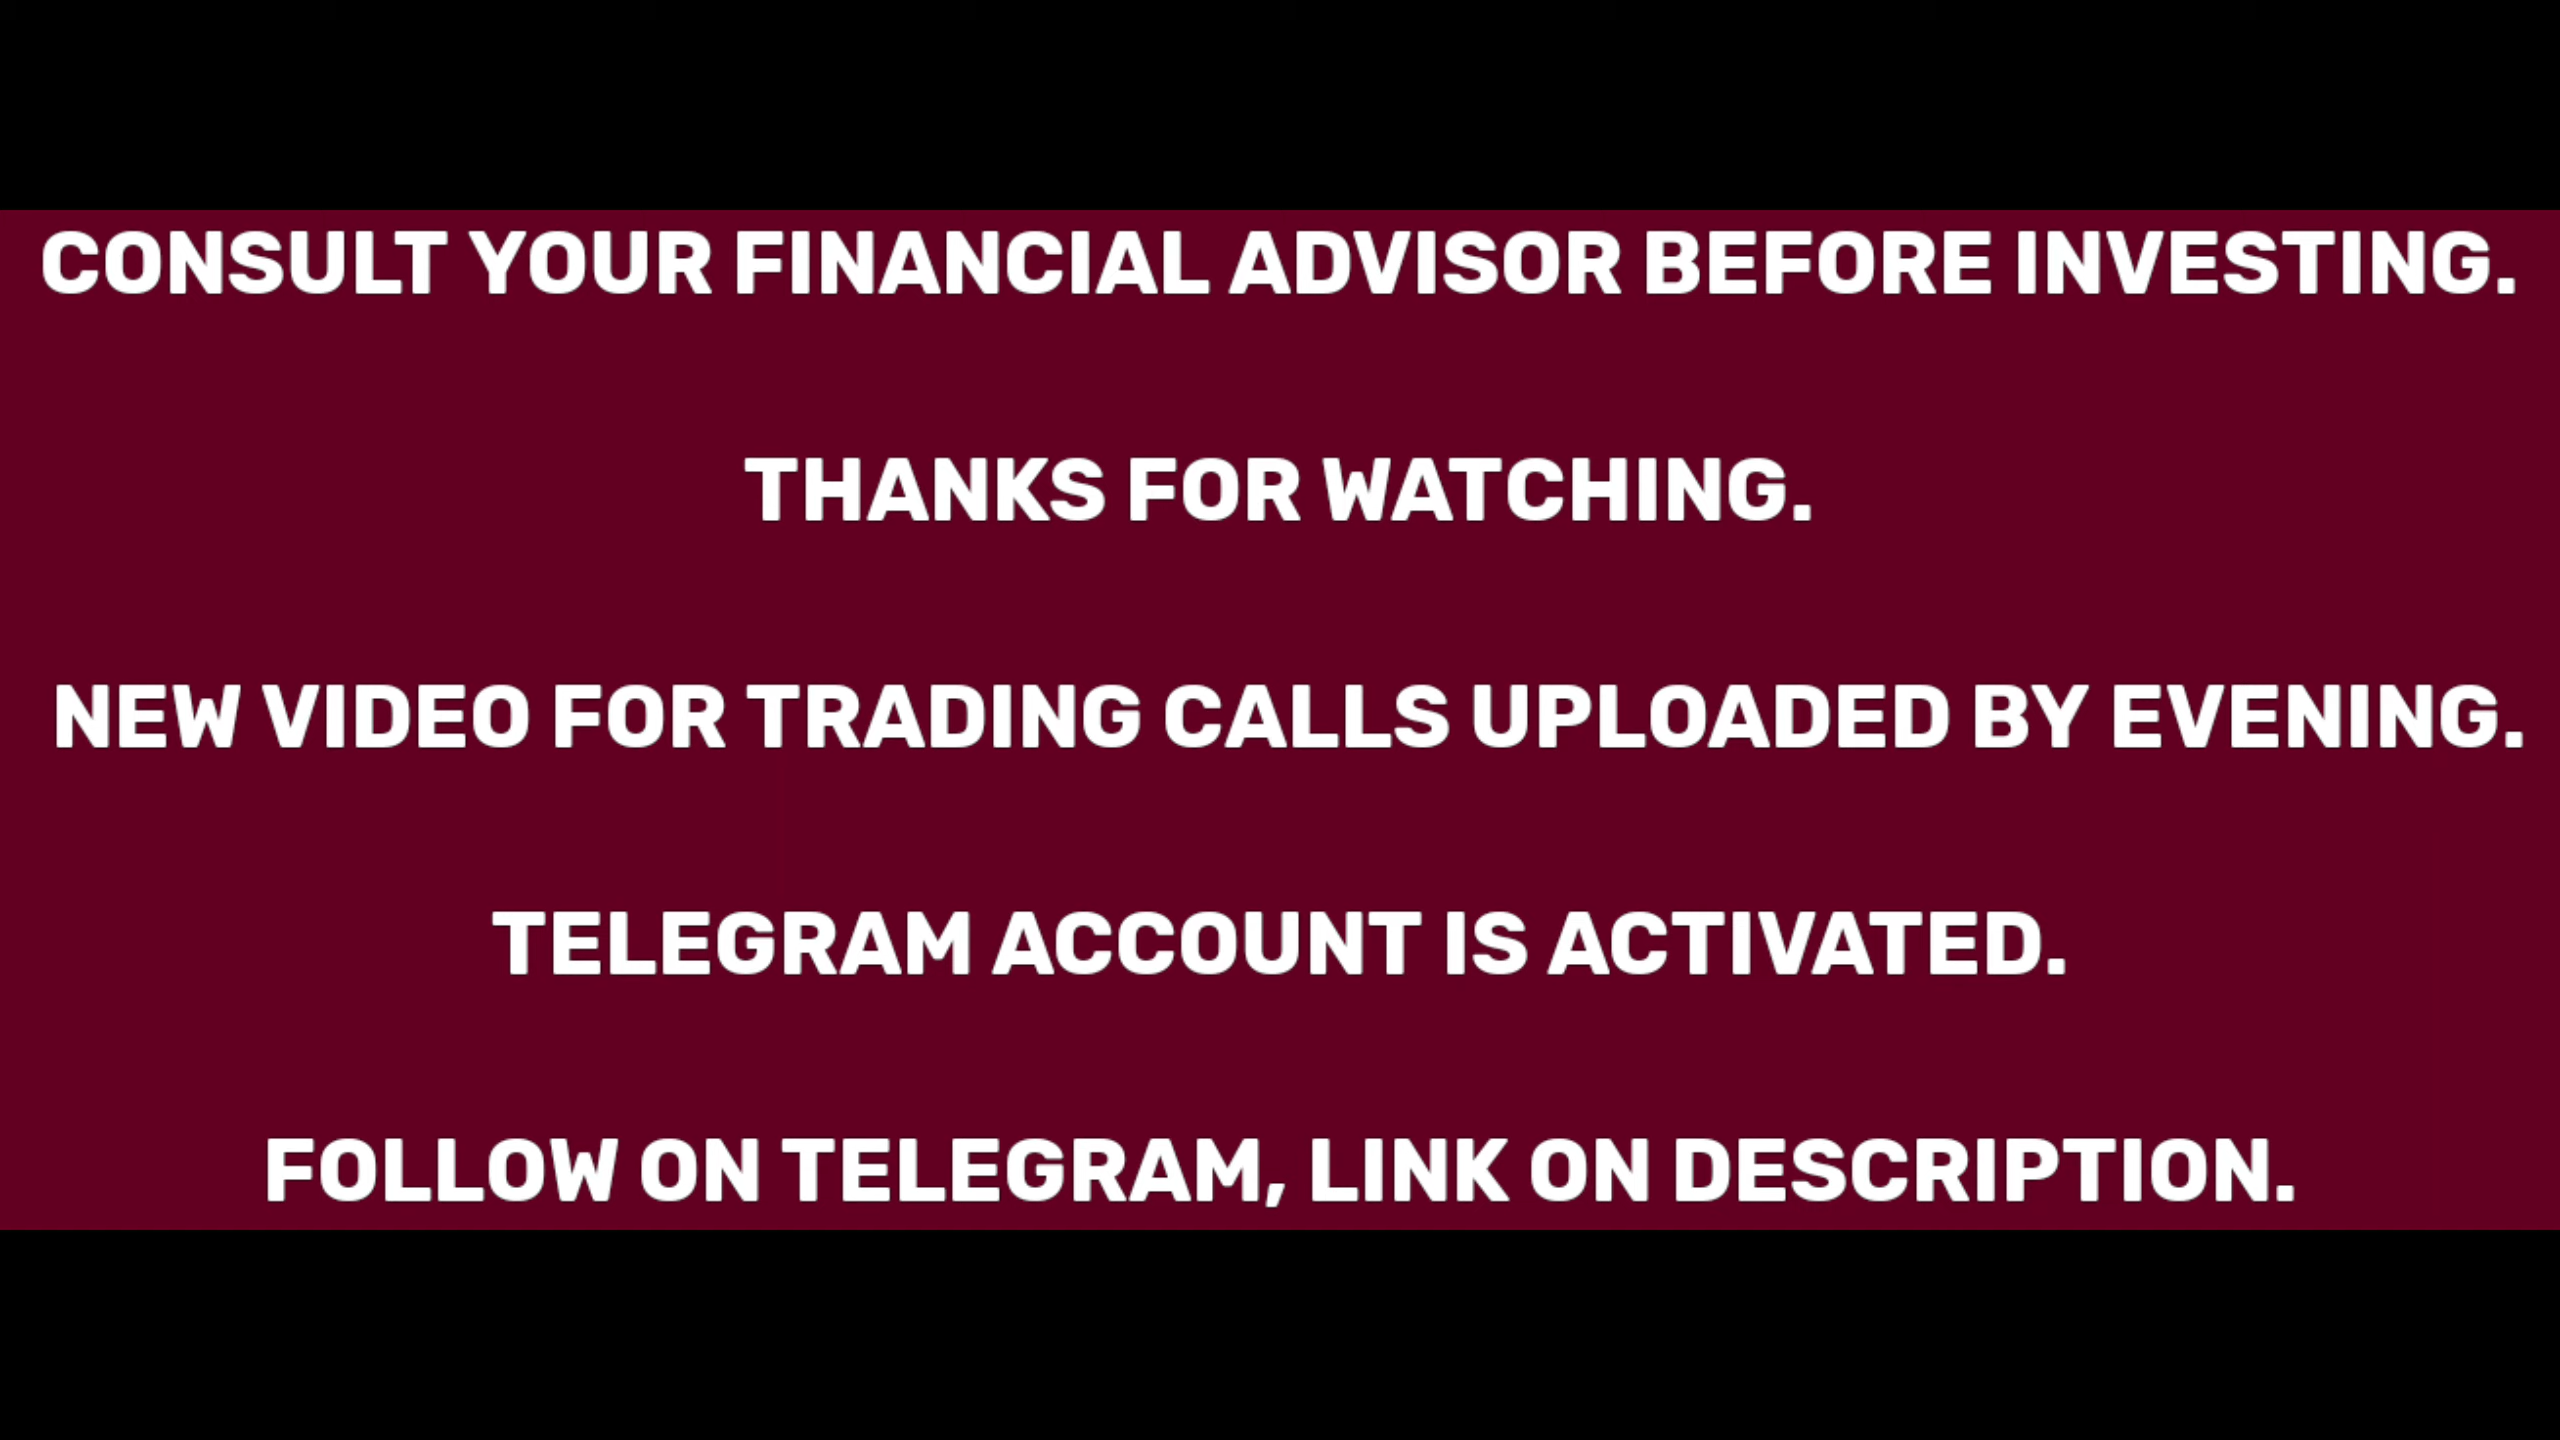 CONSULT YOUR FINANCIAL ADVISOR BEFORE INVESTING.
THANKS FOR WATCHING.
NEW VIDEO FOR TRADING CALLS UPLOADED BY EVENING.
TELEGRAM ACCOUNT IS ACTIVATED.
FOLLOW ON TELEGRAM, LINK ON DESCRIPTION.